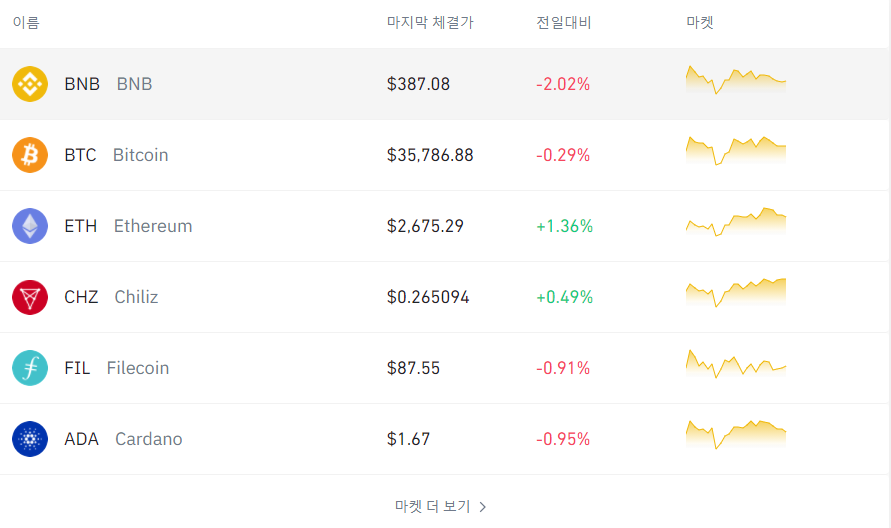 이름 마지막 체결가 전일대비 마켓
BNB BNB $387.08 -2.02%
BTC Bitcoin $35,786.88 -0.29%
ETH Ethereum $2,675.29 +1.36%
CHZ Chiliz $0.265094 +0.49%
FIL Filecoin $87.55 -0.91%
ADA Cardano $1.67 -0.95%
마켓 더 보기